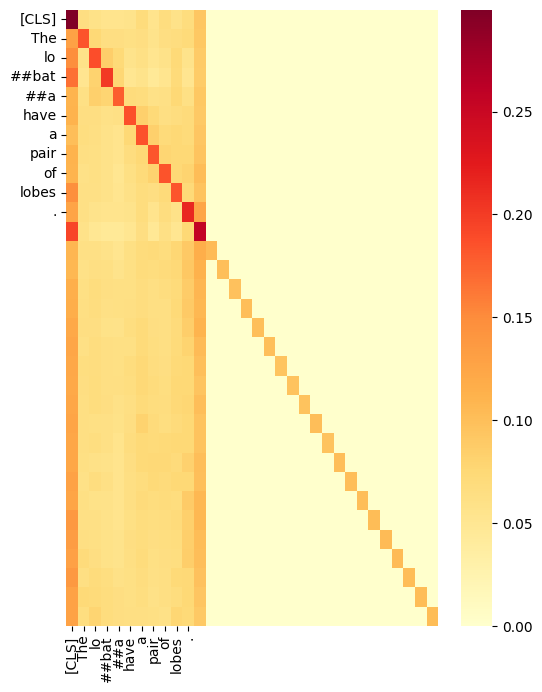 [CLS]
The
lo
##bat
##a
have
a
pair
of
lobes
.
0.25
0.20
0.15
0.10
0.05
0.00
[CLS]
The
lo
##bat
##a
have
a
pair
of
lobes
.